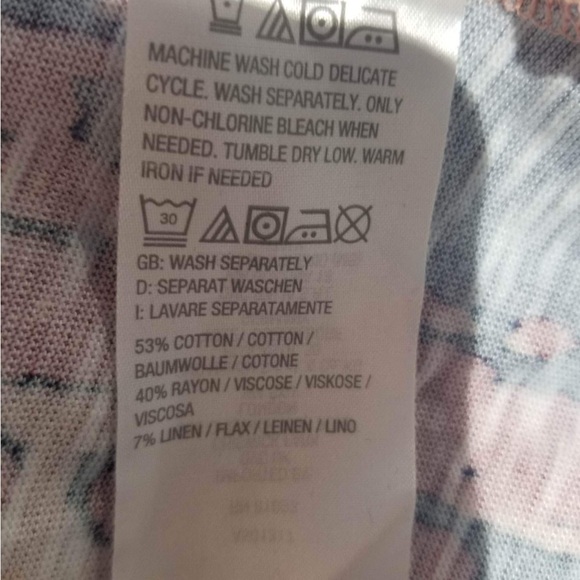 MACHINE WASH COLD DELICATE
CYCLE. WASH SEPARATELY. ONLY
NON-CHLORINE BLEACH WHEN
NEEDED. TUMBLE DRY LOW. WARM
IRON IF NEEDED
30
GB: WASH SEPARATELY
D: SEPARAT WASCHEN
I: LAVARE SEPARATAMENTE
53% COTTON / COTTON /
BAUMWOLLE / COTONE
40% RAYON / VISCOSE / VISKOSE /
VISCOSA
7% LINEN / FLAX / LEINEN / LINO